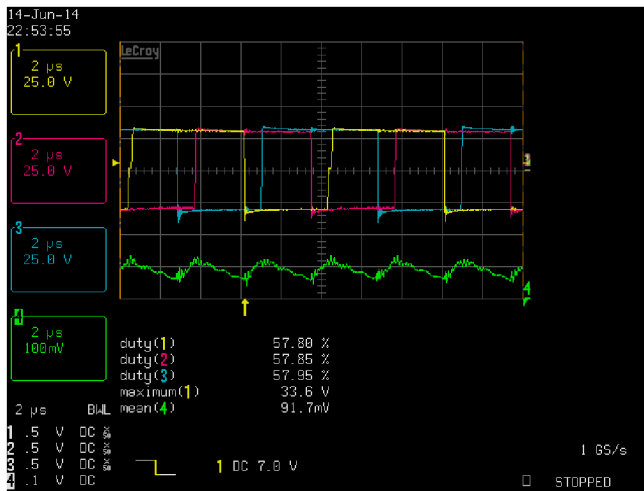 14-Jun-14
22:53:55
LeCroy
1
2 µs
25.0 V
2
2 µs
25.0 V
3
2 µs
25.0 V
4
2 µs
100mV
4
duty(1) 57.80 %
duty(2) 57.85 %
duty(3) 57.95 %
maximum(1) 33.6 V
mean(4) 91.7mV
2 µs BWL
1 .5 V DC
2 .5 V DC
3 .5 V DC
4 .1 V DC
1 DC 7.0 V
1 GS/s
STOPPED